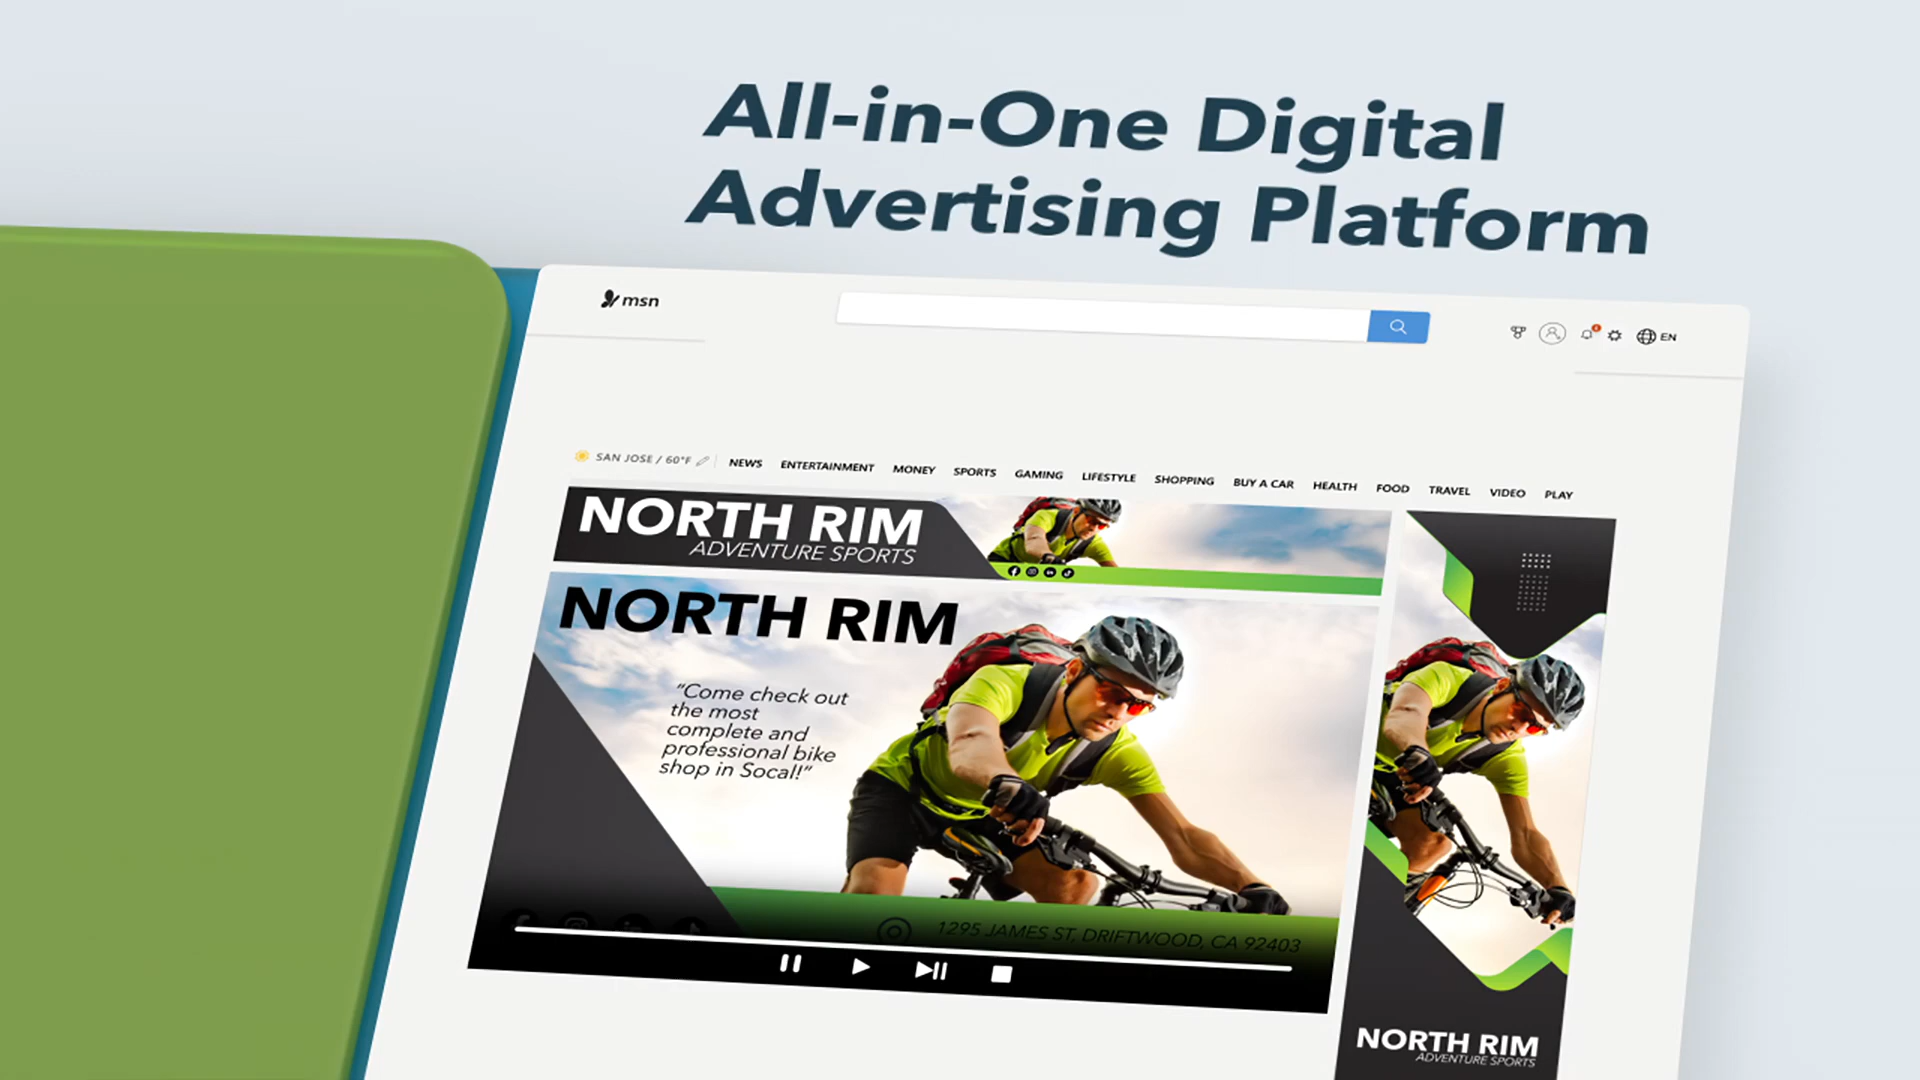 All-in-One Digital
Advertising Platform
msn
EN
SAN JOSE / 60°F
NEWS ENTERTAINMENT MONEY SPORTS GAMING LIFESTYLE SHOPPING BUY A CAR HEALTH FOOD TRAVEL VIDEO PLAY
NORTH RIM
ADVENTURE SPORTS
NORTH RIM
“Come check out
the most
complete and
professional bike
shop in Socal!”
1295 JAMES ST, DRIFTWOOD, CA 92403
NORTH RIM
ADVENTURE SPORTS